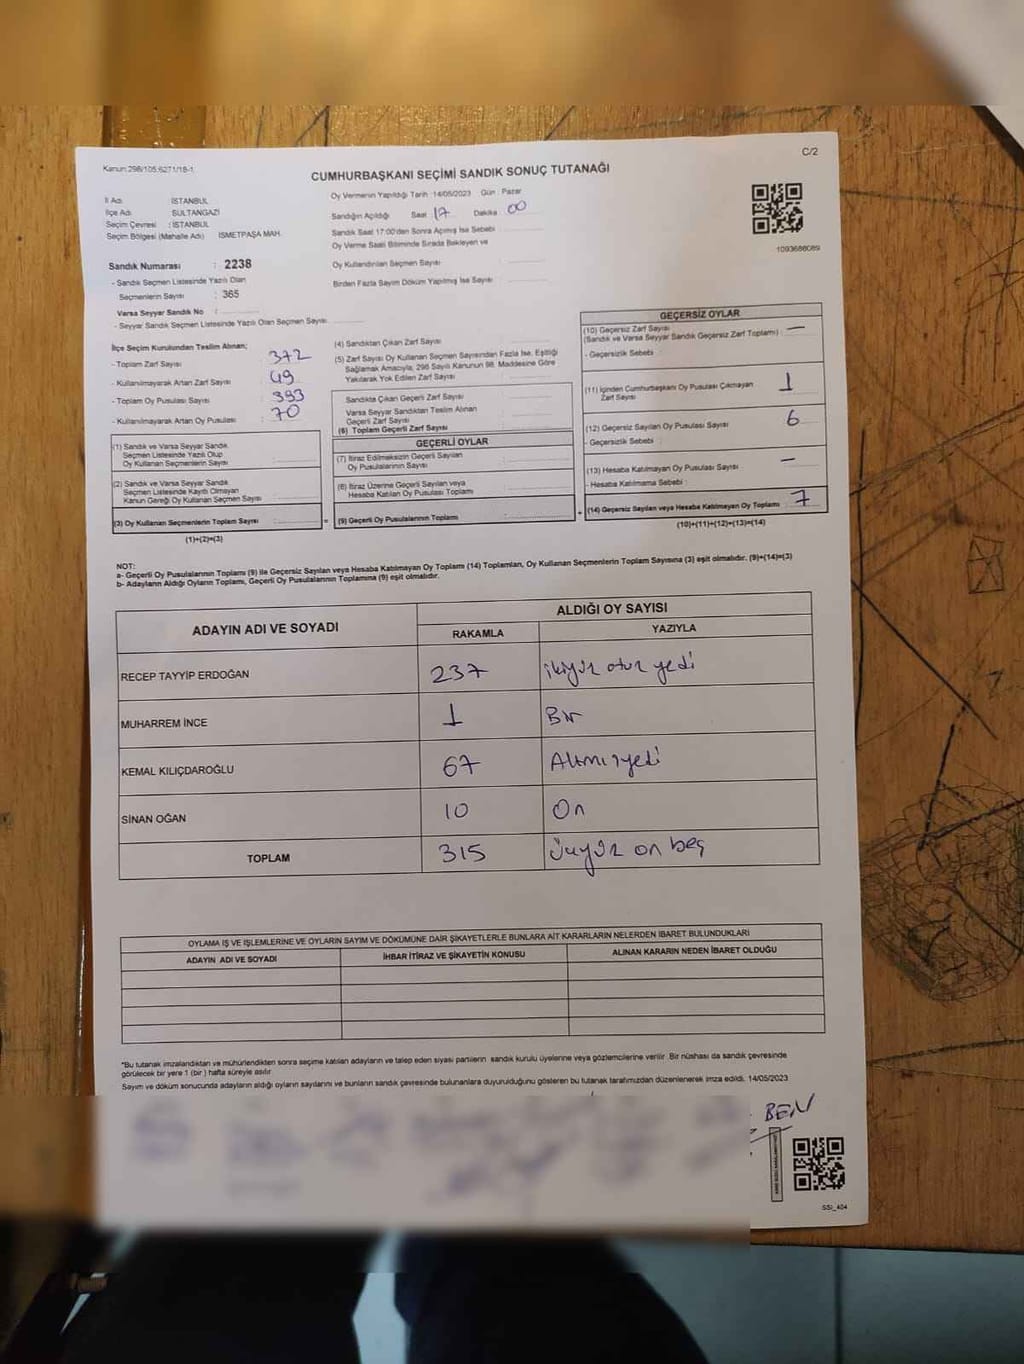 Kanun:298/105;6271/18-1
C/2
CUMHURBAŞKANI SEÇİMİ SANDIK SONUÇ TUTANAĞI
İl Adı : İSTANBUL
İlçe Adı : SULTANGAZİ
Seçim Çevresi : İSTANBUL
Seçim Bölgesi (Mahalle Adı) İSMETPAŞA MAH.
Oy Vermenin Yapıldığı Tarih :14/05/2023 Gün : Pazar
Sandığın Açıldığı Saat : 17 Dakika : 00
Sandık Saat 17:00'den Sonra Açılmış İse Sebebi :
Oy Verme Saati Bitiminde Sırada Bekleyen ve
Oy Kullandırılan Seçmen Sayısı :
Birden Fazla Sayım Döküm Yapılmış İse Sayısı :
1093686089
Sandık Numarası : 2238
- Sandık Seçmen Listesinde Yazılı Olan
Seçmenlerin Sayısı : 365
Varsa Seyyar Sandık No :
- Seyyar Sandık Seçmen Listesinde Yazılı Olan Seçmen Sayısı
İlçe Seçim Kurulundan Teslim Alınan;
- Toplam Zarf Sayısı : 372
- Kullanılmayarak Artan Zarf Sayısı : 49
- Toplam Oy Pusulası Sayısı : 393
- Kullanılmayarak Artan Oy Pusulası : 70
(1) Sandık ve Varsa Seyyar Sandık
Seçmen Listesinde Yazılı Olup
Oy Kullanan Seçmenlerin Sayısı :
(2) Sandık ve Varsa Seyyar Sandık
Seçmen Listesinde Kayıtlı Olmayan
Kanun Gereği Oy Kullanan Seçmen Sayısı :
(3) Oy Kullanan Seçmenlerin Toplam Sayısı :
(1)+(2)=(3)
(4) Sandıktan Çıkan Zarf Sayısı :
(5) Zarf Sayısı Oy Kullanan Seçmen Sayısından Fazla İse, Eşitliği
Sağlamak Amacıyla, 298 Sayılı Kanunun 98. Maddesine Göre
Yakılarak Yok Edilen Zarf Sayısı :
Sandıkta Çıkan Geçerli Zarf Sayısı :
Varsa Seyyar Sandıktan Teslim Alınan
Geçerli Zarf Sayısı :
(6) Toplam Geçerli Zarf Sayısı :
GEÇERLİ OYLAR
(7) İtiraz Edilmeksizin Geçerli Sayılan
Oy Pusulalarının Sayısı :
(8) İtiraz Üzerine Geçerli Sayılan veya
Hesaba Katılan Oy Pusulası Toplamı :
= (9) Geçerli Oy Pusulalarının Toplamı :
GEÇERSİZ OYLAR
(10) Geçersiz Zarf Sayısı : —
(Sandık ve Varsa Seyyar Sandık Geçersiz Zarf Toplamı)
- Geçersizlik Sebebi :
(11) İçinden Cumhurbaşkanı Oy Pusulası Çıkmayan : 1
Zarf Sayısı
(12) Geçersiz Sayılan Oy Pusulası Sayısı : 6
- Geçersizlik Sebebi :
(13) Hesaba Katılmayan Oy Pusulası Sayısı : —
- Hesaba Katılmama Sebebi :
+ (14) Geçersiz Sayılan veya Hesaba Katılmayan Oy Toplamı : 7
(10)+(11)+(12)+(13)=(14)
NOT:
a- Geçerli Oy Pusulalarının Toplamı (9) ile Geçersiz Sayılan veya Hesaba Katılmayan Oy Toplamı (14) Toplamları, Oy Kullanan Seçmenlerin Toplam Sayısına (3) eşit olmalıdır. (9)+(14)=(3)
b- Adayların Aldığı Oyların Toplamı, Geçerli Oy Pusulalarının Toplamına (9) eşit olmalıdır.
ADAYIN ADI VE SOYADI
ALDIĞI OY SAYISI
RAKAMLA YAZIYLA
RECEP TAYYİP ERDOĞAN 237 ikiyüz otuz yedi
MUHARREM İNCE 1 Bir
KEMAL KILIÇDAROĞLU 67 Altmış yedi
SİNAN OĞAN 10 On
TOPLAM 315 üçyüz on beş
OYLAMA İŞ VE İŞLEMLERİNE VE OYLARIN SAYIM VE DÖKÜMÜNE DAİR ŞİKAYETLERLE BUNLARA AİT KARARLARIN NELERDEN İBARET BULUNDUKLARI
ADAYIN ADI VE SOYADI İHBAR İTİRAZ VE ŞİKAYETİN KONUSU ALINAN KARARIN NEDEN İBARET OLDUĞU
*Bu tutanak imzalandıktan ve mühürlendikten sonra seçime katılan adayların ve talep eden siyasi partilerin sandık kurulu üyelerine veya gözlemcilerine verilir. Bir nüshası da sandık çevresinde
görülecek bir yere 1 (bir ) hafta süreyle asılır.
Sayım ve döküm sonucunda adayların aldığı oyların sayılarını ve bunların sandık çevresinde bulunanlara duyurulduğunu gösteren bu tutanak tarafımızdan düzenlenerek imza edildi. 14/05/2023
BEN
SSİ_404